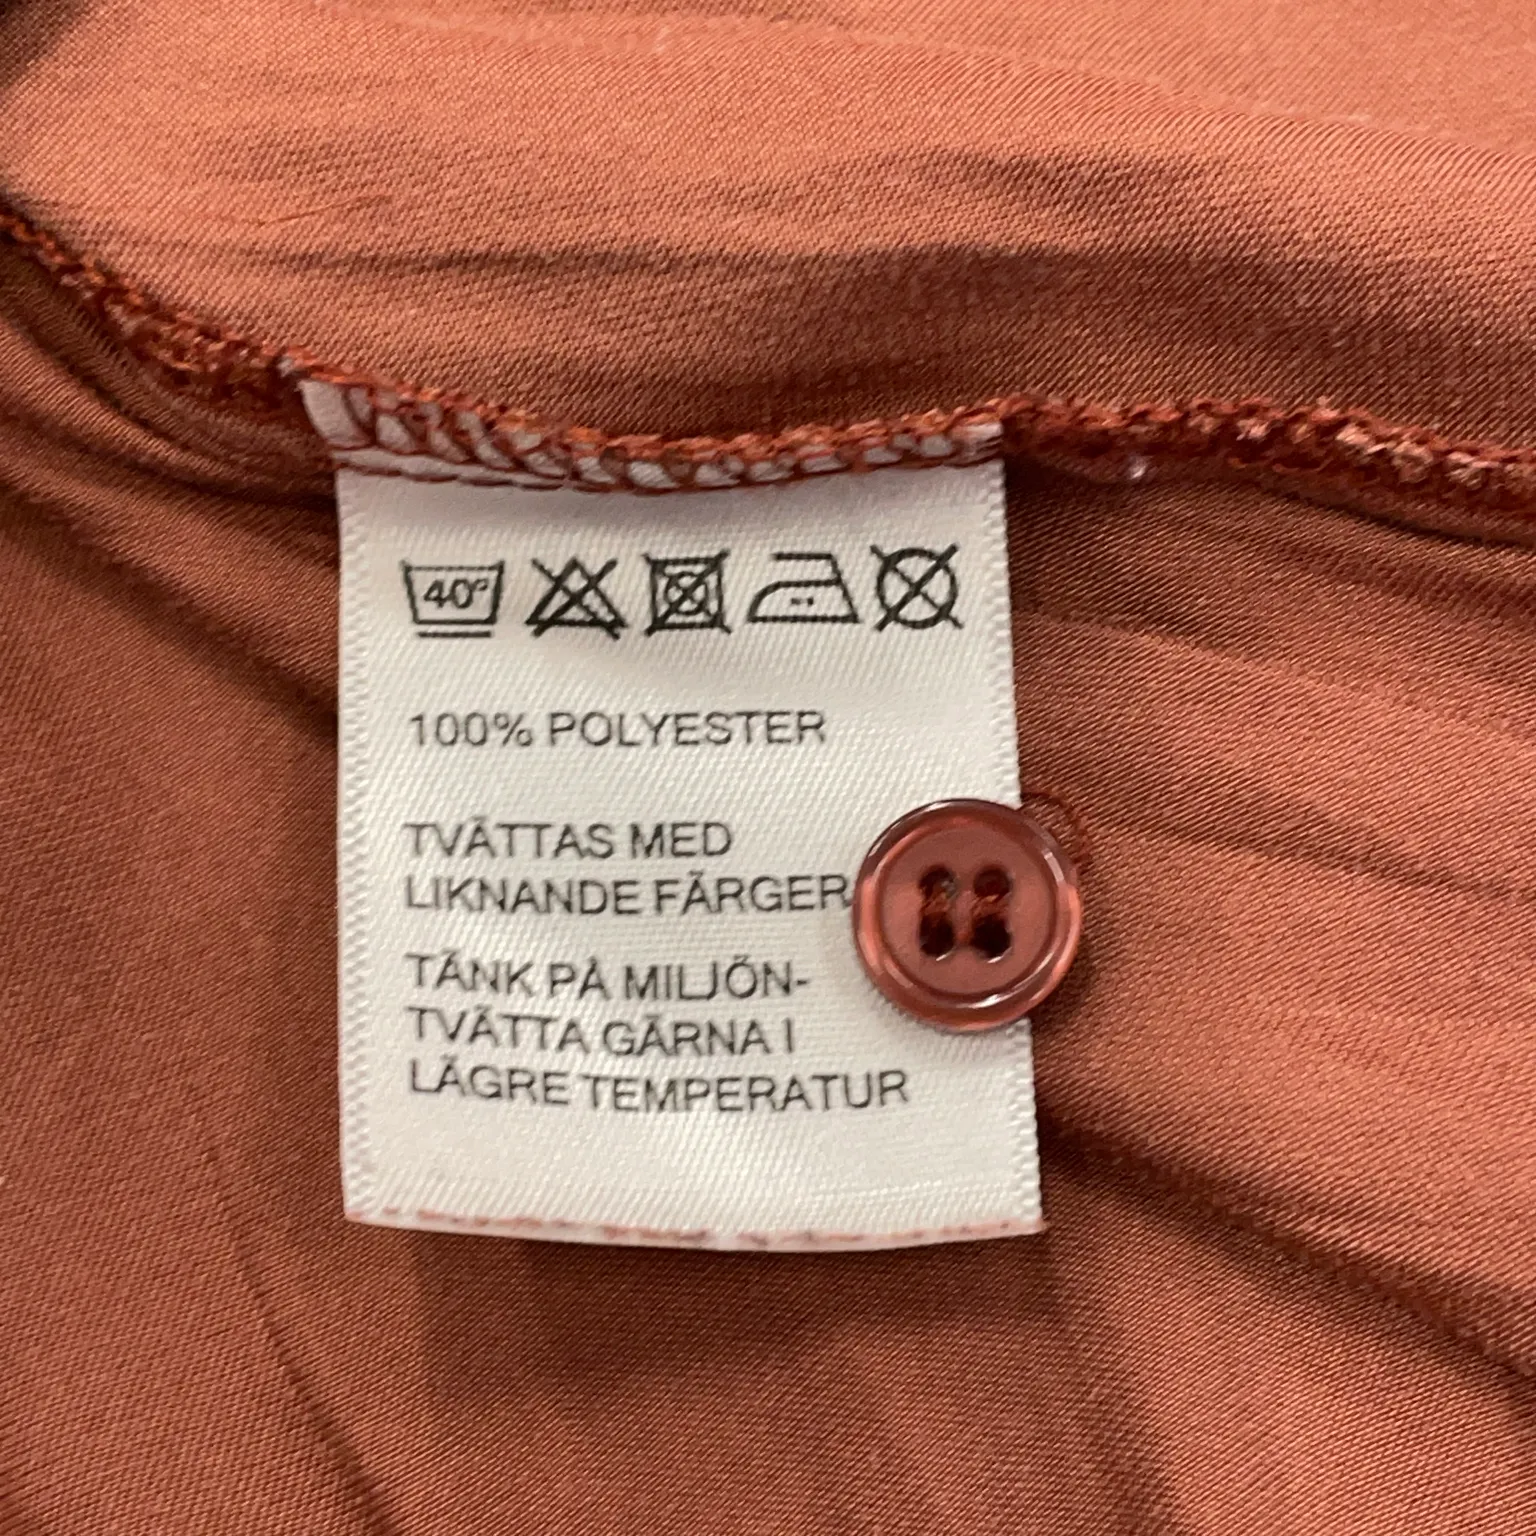 40°
100% POLYESTER
TVÄTTAS MED
LIKNANDE FÄRGER
TÄNK PÅ MILJÖN-
TVÄTTA GÄRNA I
LÄGRE TEMPERATUR